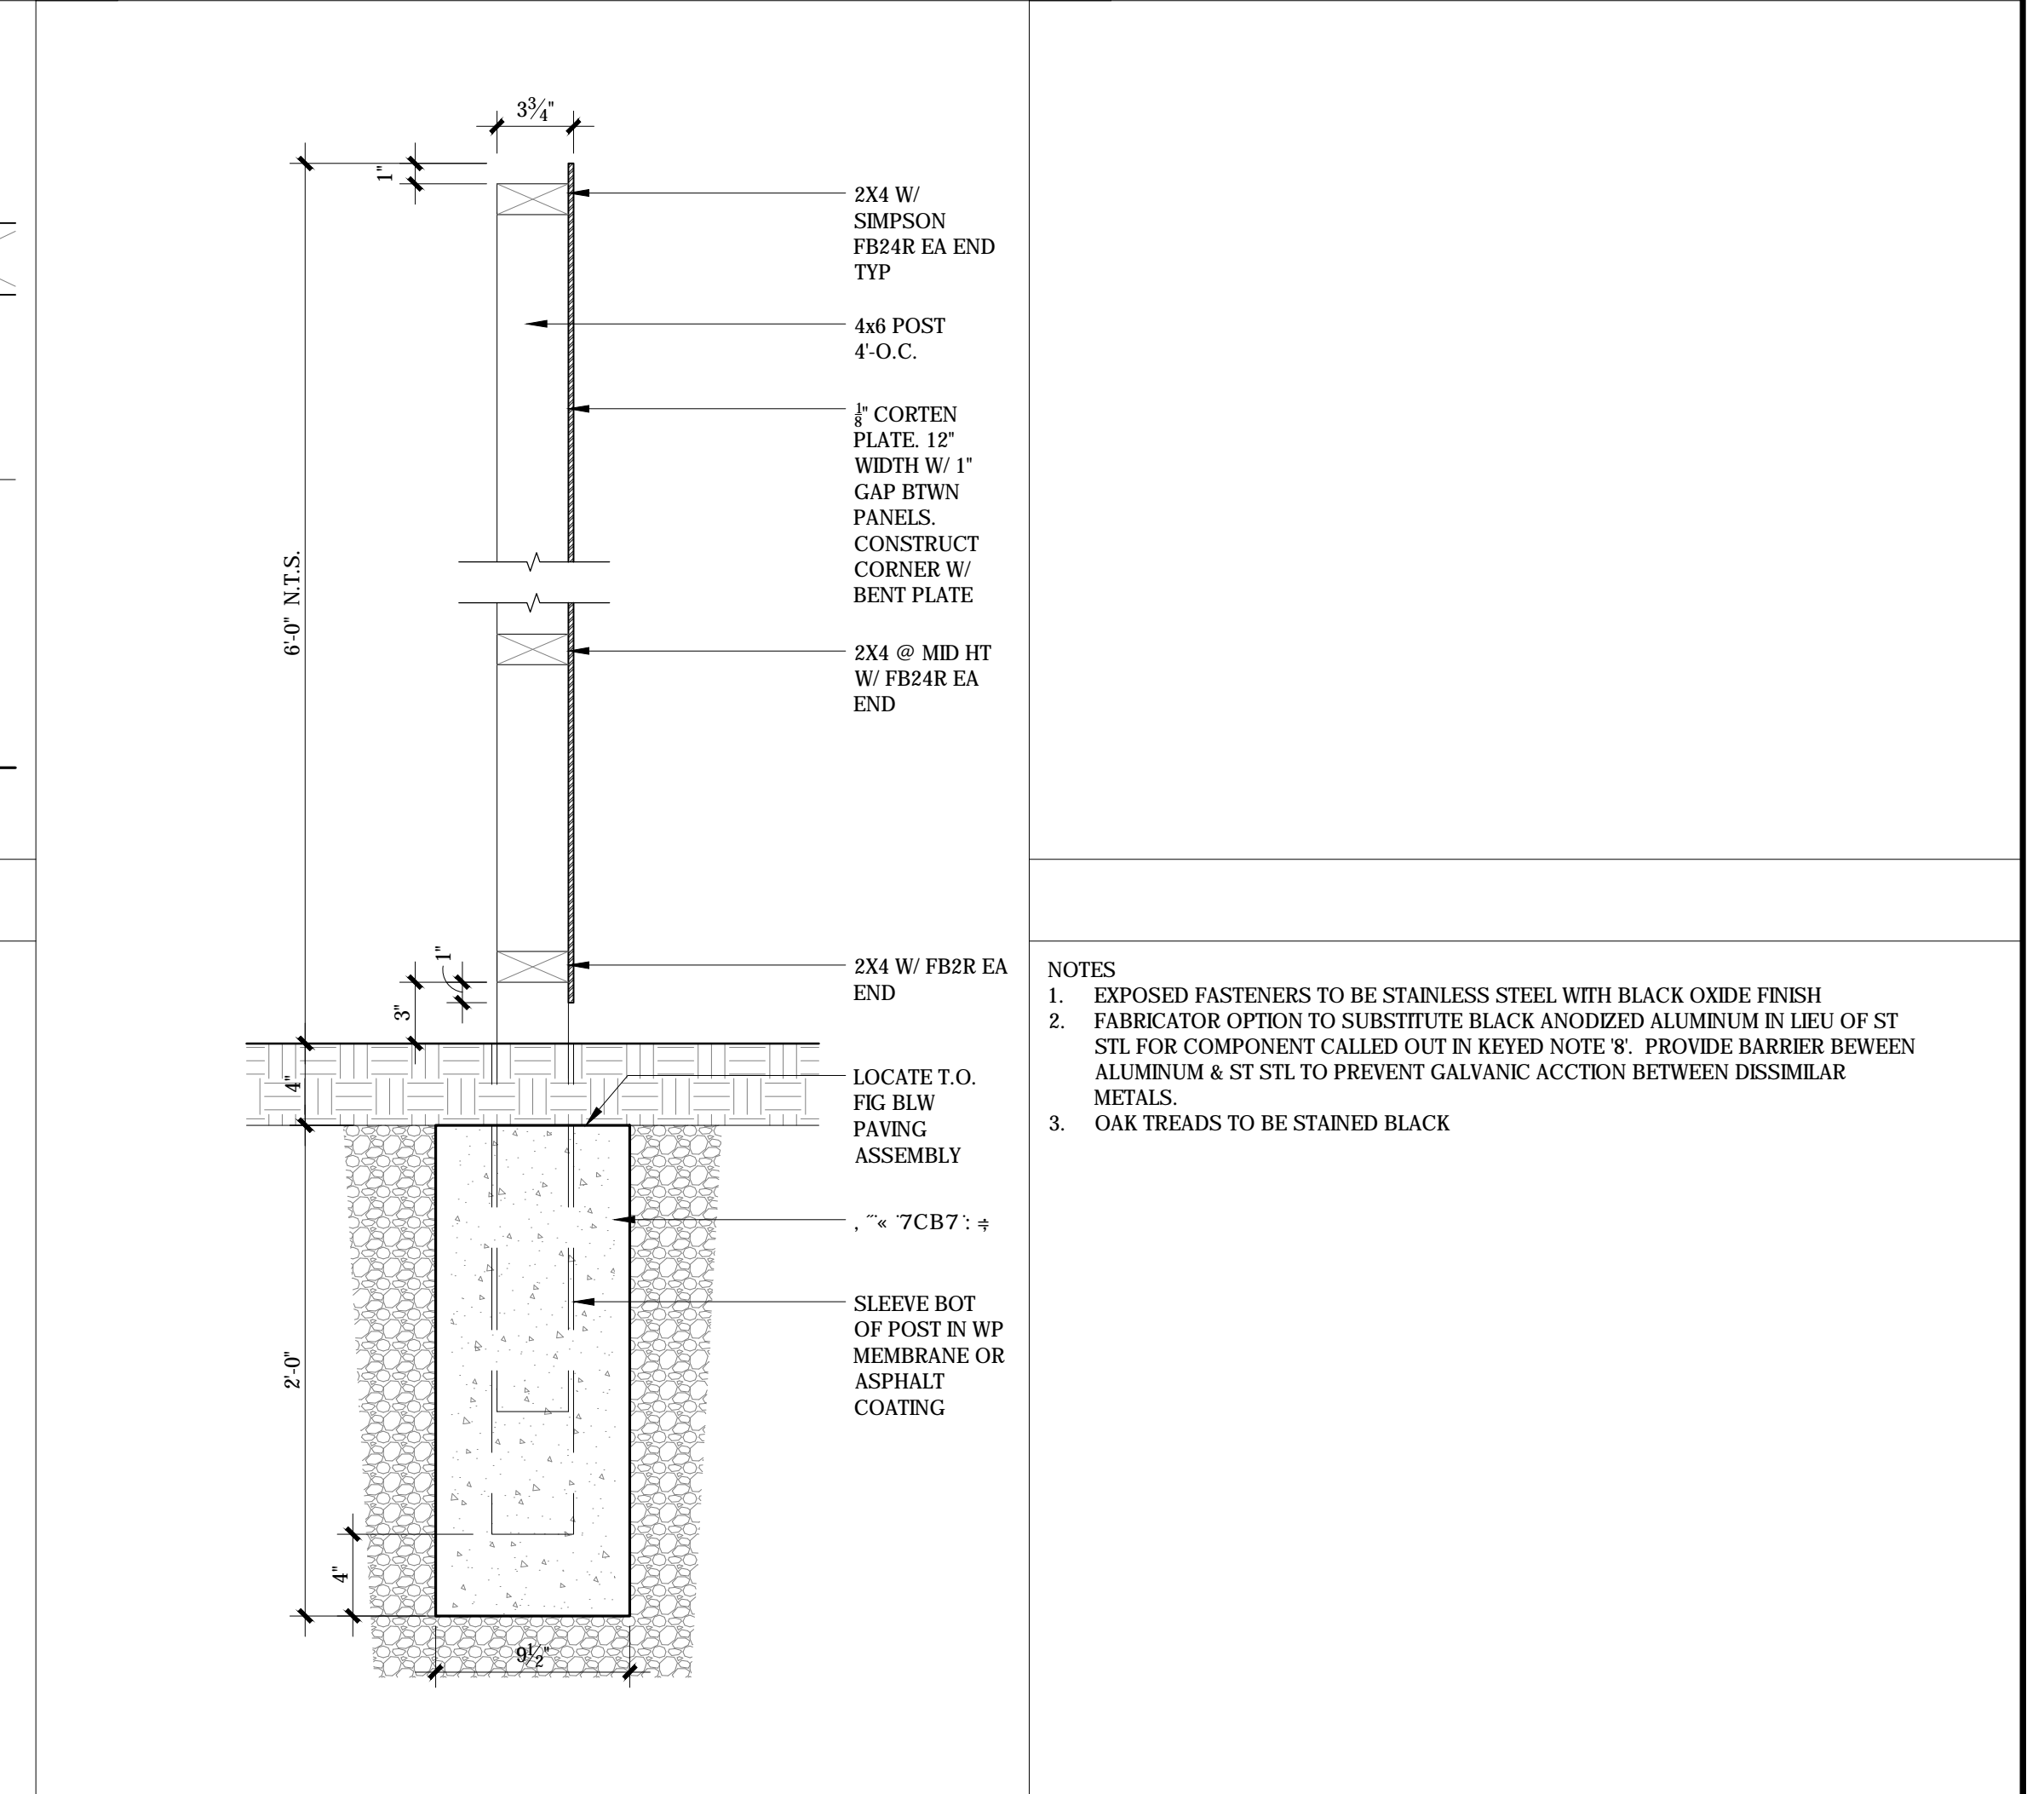 3 3/4"
1"
2X4 W/
SIMPSON
FB24R EA END
TYP
4x6 POST
4'-O.C.
1/8" CORTEN
PLATE. 12"
WIDTH W/ 1"
GAP BTWN
PANELS.
CONSTRUCT
CORNER W/
BENT PLATE
6'-0" N.T.S.
2X4 @ MID HT
W/ FB24R EA
END
1"
3"
2X4 W/ FB2R EA
END
4"
LOCATE T.O.
FIG BLW
PAVING
ASSEMBLY
7CB7
SLEEVE BOT
OF POST IN WP
MEMBRANE OR
ASPHALT
COATING
2'-0"
4"
9 1/2"
NOTES
1. EXPOSED FASTENERS TO BE STAINLESS STEEL WITH BLACK OXIDE FINISH
2. FABRICATOR OPTION TO SUBSTITUTE BLACK ANODIZED ALUMINUM IN LIEU OF ST
STL FOR COMPONENT CALLED OUT IN KEYED NOTE '8'. PROVIDE BARRIER BEWEEN
ALUMINUM & ST STL TO PREVENT GALVANIC ACCTION BETWEEN DISSIMILAR
METALS.
3. OAK TREADS TO BE STAINED BLACK